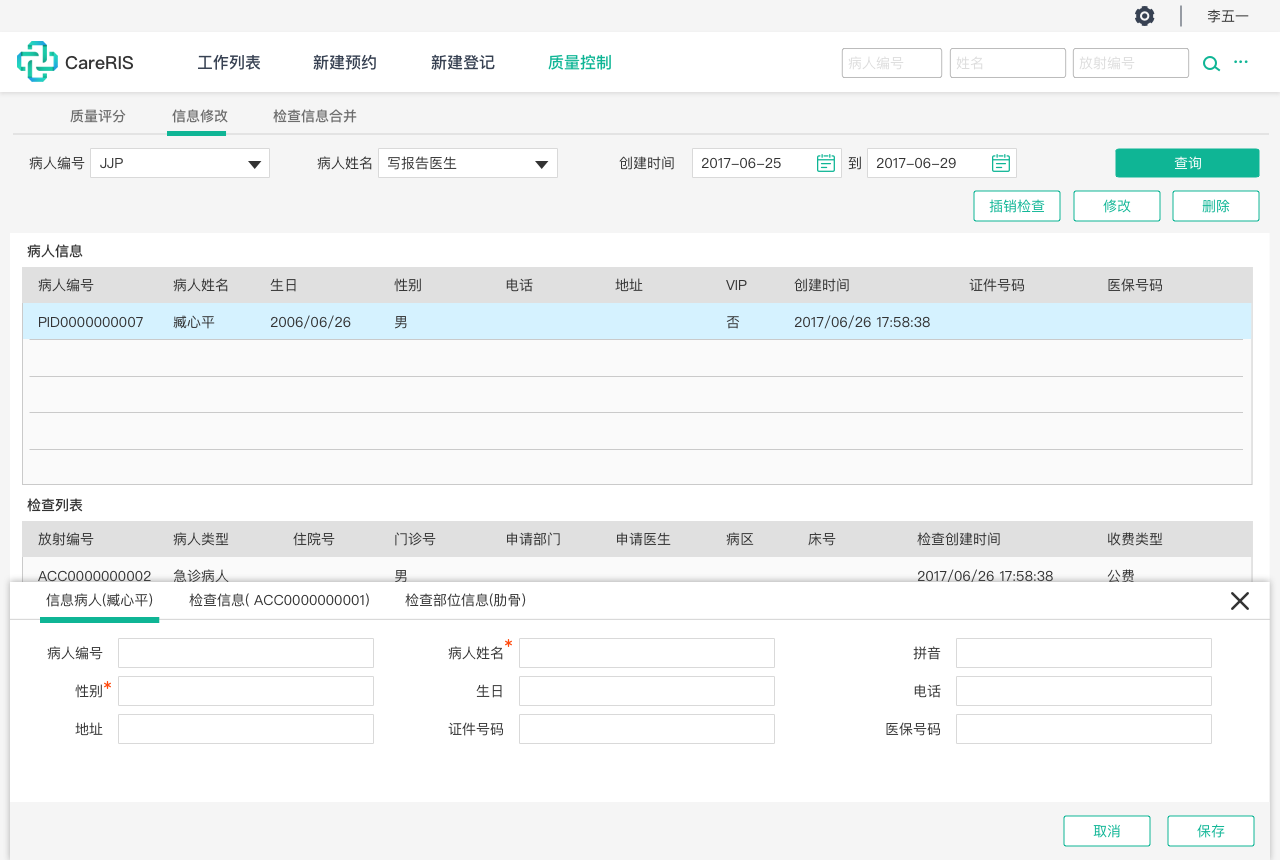 李五一
CareRIS 工作列表 新建预约 新建登记 质量控制 病人编号 姓名 放射编号 ...
质量评分 信息修改 检查信息合并
病人编号 JJP 病人姓名 写报告医生 创建时间 2017-06-25 到 2017-06-29 查询
插销检查 修改 删除
病人信息
病人编号 病人姓名 生日 性别 电话 地址 VIP 创建时间 证件号码 医保号码
PID0000000007 臧心平 2006/06/26 男 否 2017/06/26 17:58:38
检查列表
放射编号 病人类型 住院号 门诊号 申请部门 申请医生 病区 床号 检查创建时间 收费类型
ACC0000000002 急诊病人 男 2017/06/26 17:58:38 公费
信息病人(臧心平) 检查信息( ACC0000000001) 检查部位信息(肋骨)
病人编号 病人姓名* 拼音
性别* 生日 电话
地址 证件号码 医保号码
取消 保存